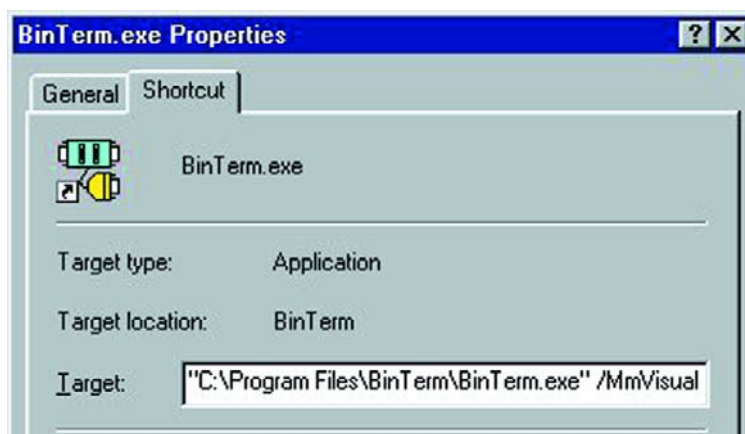 BinTerm.exe Properties
General Shortcut
BinTerm.exe
Target type: Application
Target location: BinTerm
Target: "C:\Program Files\BinTerm\BinTerm.exe" /MmVisual